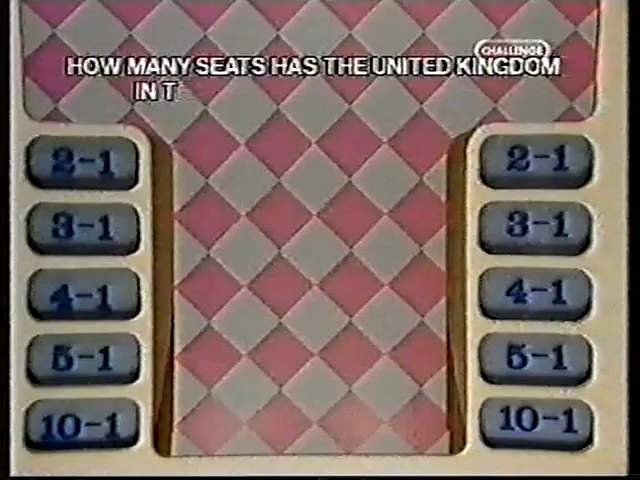 CHALLENGE
HOW MANY SEATS HAS THE UNITED KINGDOM
IN T
2-1 2-1
3-1 3-1
4-1 4-1
5-1 5-1
10-1 10-1